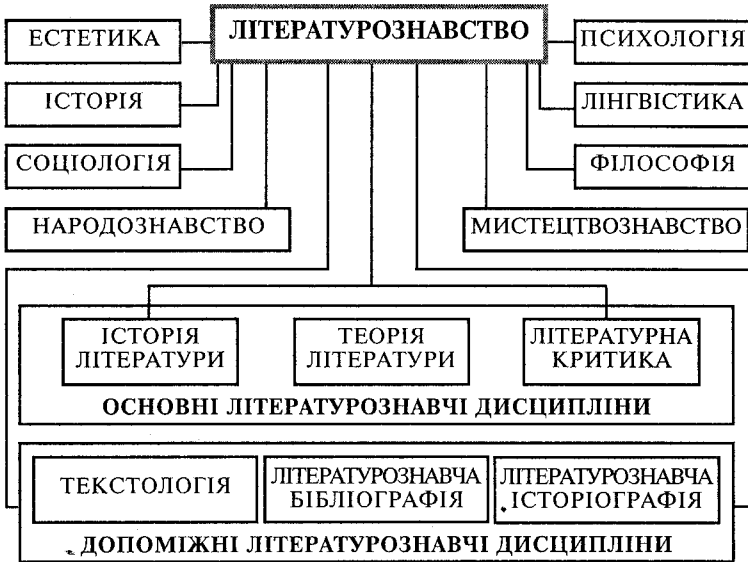 ЛІТЕРАТУРОЗНАВСТВО
ЕСТЕТИКА
ПСИХОЛОГІЯ
ІСТОРІЯ
ЛІНГВІСТИКА
СОЦІОЛОГІЯ
ФІЛОСОФІЯ
НАРОДОЗНАВСТВО
МИСТЕЦТВОЗНАВСТВО
ІСТОРІЯ
ЛІТЕРАТУРИ
ТЕОРІЯ
ЛІТЕРАТУРИ
ЛІТЕРАТУРНА
КРИТИКА
ОСНОВНІ ЛІТЕРАТУРОЗНАВЧІ ДИСЦИПЛІНИ
ТЕКСТОЛОГІЯ
ЛІТЕРАТУРОЗНАВЧА
БІБЛІОГРАФІЯ
ЛІТЕРАТУРОЗНАВЧА
ІСТОРІОГРАФІЯ
ДОПОМІЖНІ ЛІТЕРАТУРОЗНАВЧІ ДИСЦИПЛІНИ